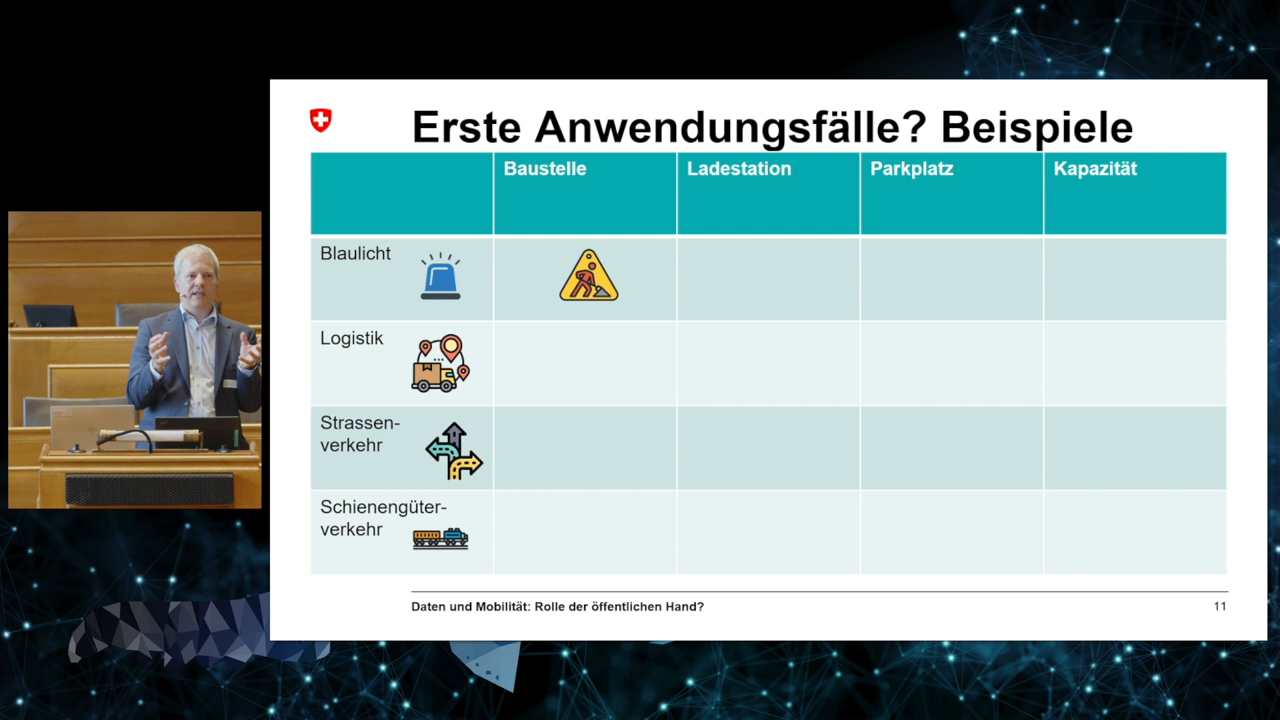 Erste Anwendungsfälle? Beispiele
Baustelle Ladestation Parkplatz Kapazität
Blaulicht
Logistik
Strassen-
verkehr
Schienengüter-
verkehr
Daten und Mobilität: Rolle der öffentlichen Hand? 11